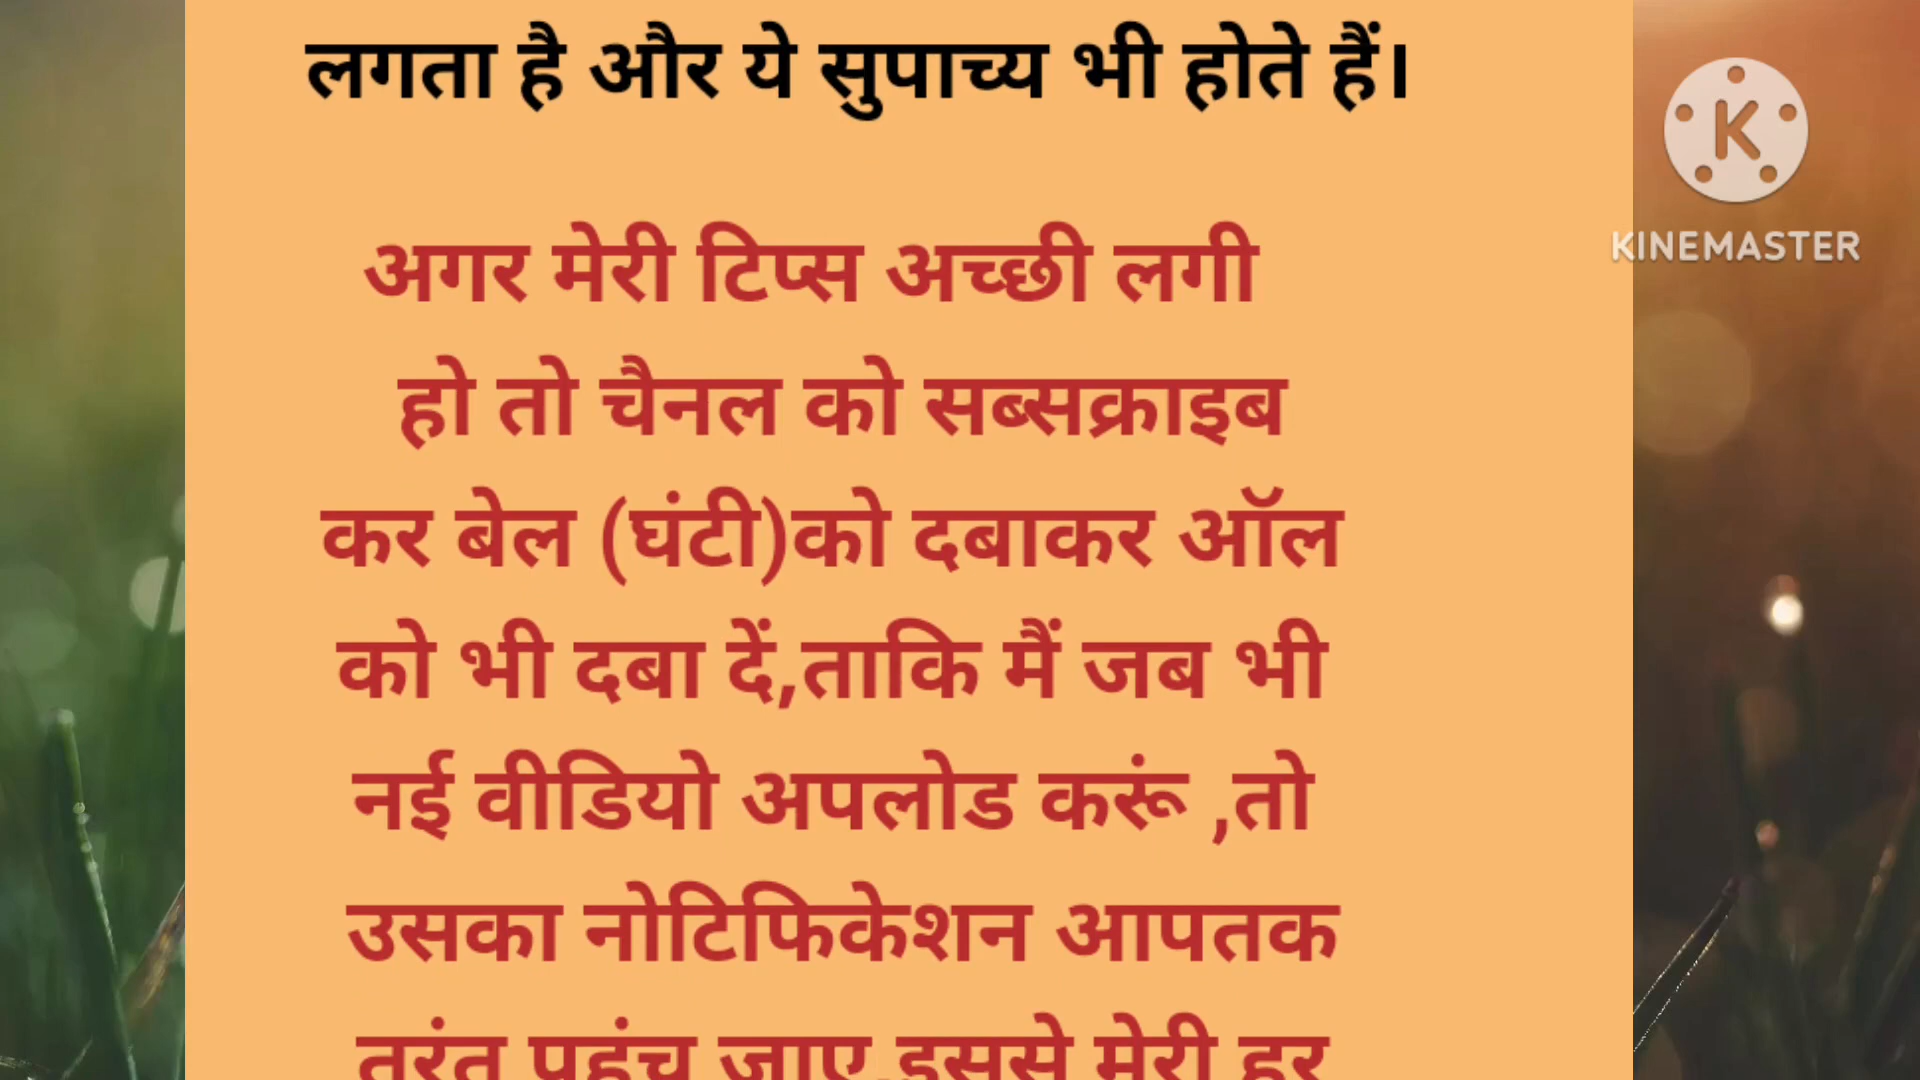 लगता है और ये सुपाच्य भी होते हैं।
KINEMASTER
अगर मेरी टिप्स अच्छी लगी
हो तो चैनल को सब्सक्राइब
कर बेल (घंटी)को दबाकर ऑल
को भी दबा दें,ताकि मैं जब भी
नई वीडियो अपलोड करूं ,तो
उसका नोटिफिकेशन आपतक
तुरंत पहुंच जाए,इससे मेरी हर